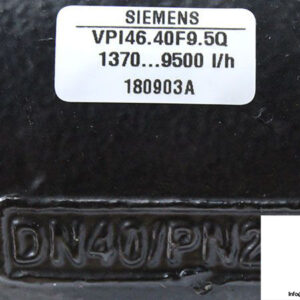 SIEMENS
VPI46.40F9.5Q
1370...9500 l/h
180903A
DN40/PN2